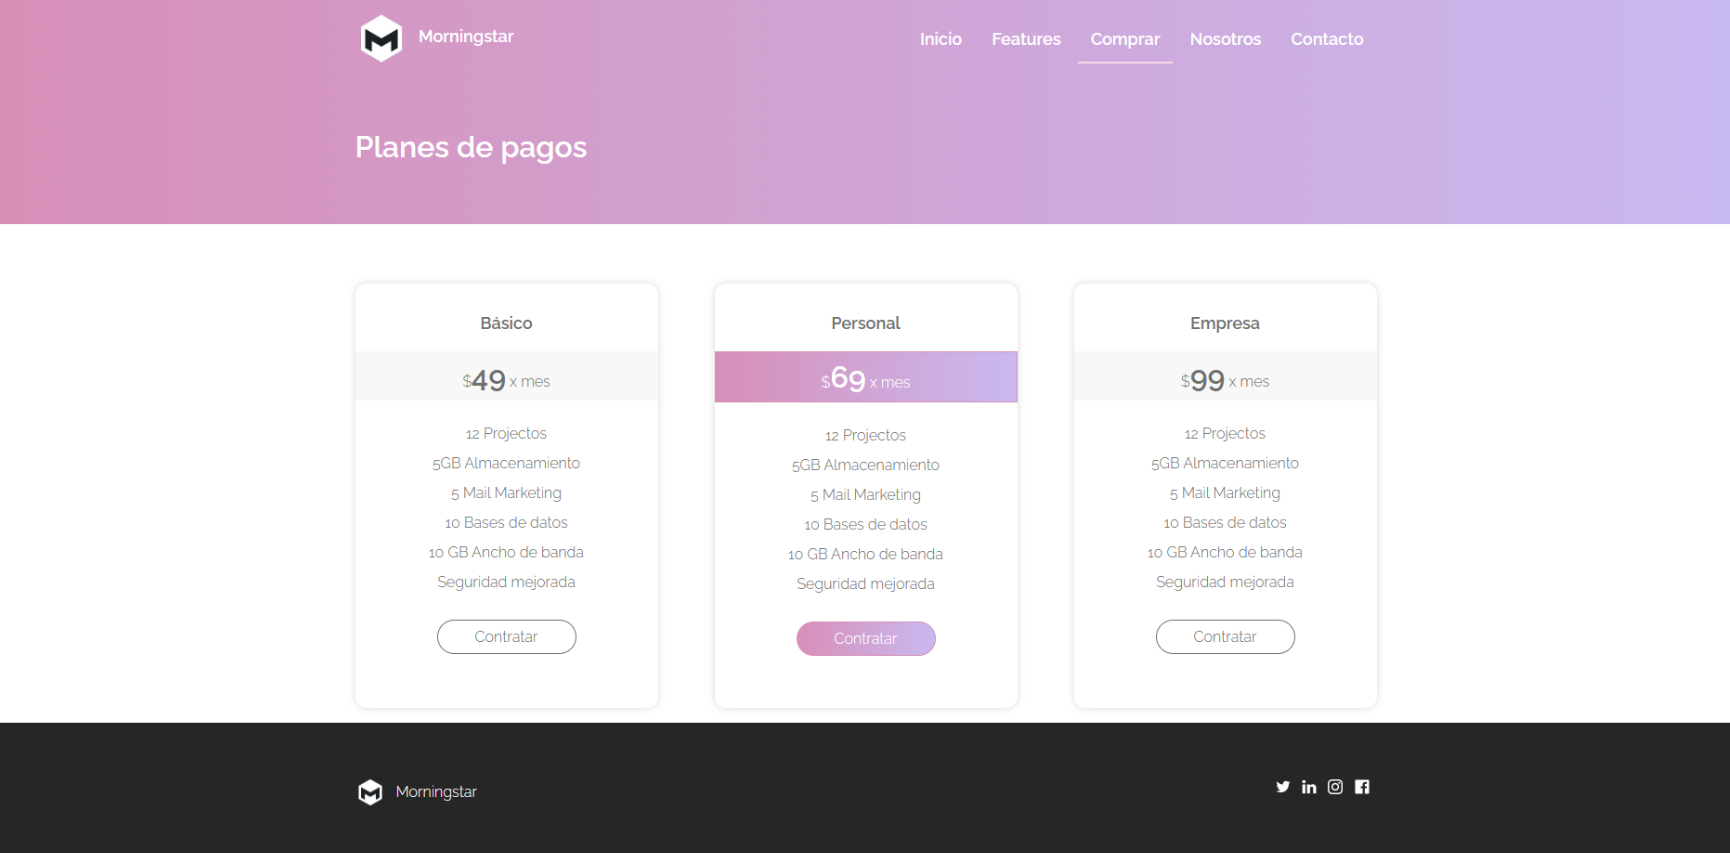 Morningstar
Inicio Features Comprar Nosotros Contacto
Planes de pagos
Básico
$49 x mes
12 Projectos
5GB Almacenamiento
5 Mail Marketing
10 Bases de datos
10 GB Ancho de banda
Seguridad mejorada
Contratar
Personal
$69 x mes
12 Projectos
5GB Almacenamiento
5 Mail Marketing
10 Bases de datos
10 GB Ancho de banda
Seguridad mejorada
Contratar
Empresa
$99 x mes
12 Projectos
5GB Almacenamiento
5 Mail Marketing
10 Bases de datos
10 GB Ancho de banda
Seguridad mejorada
Contratar
Morningstar